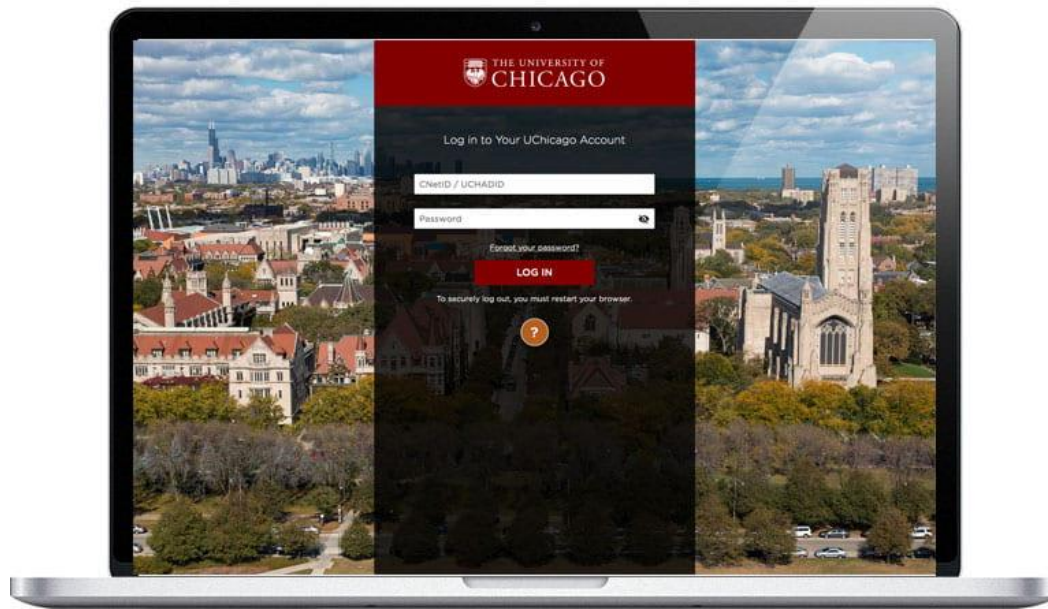 THE UNIVERSITY OF
CHICAGO
Log in to Your UChicago Account
CNetID / UCHADID
Password
Forgot your password?
LOG IN
To securely log out, you must restart your browser.
?